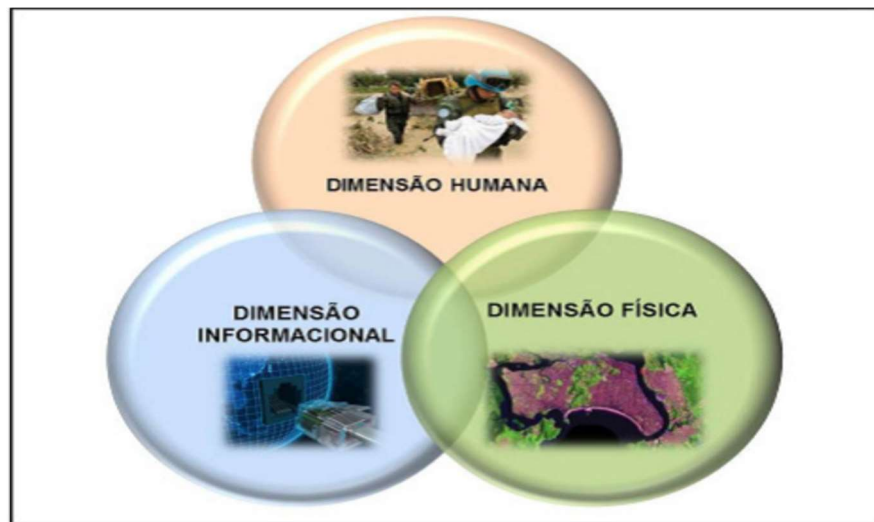 DIMENSÃO HUMANA
DIMENSÃO
INFORMACIONAL
DIMENSÃO FÍSICA